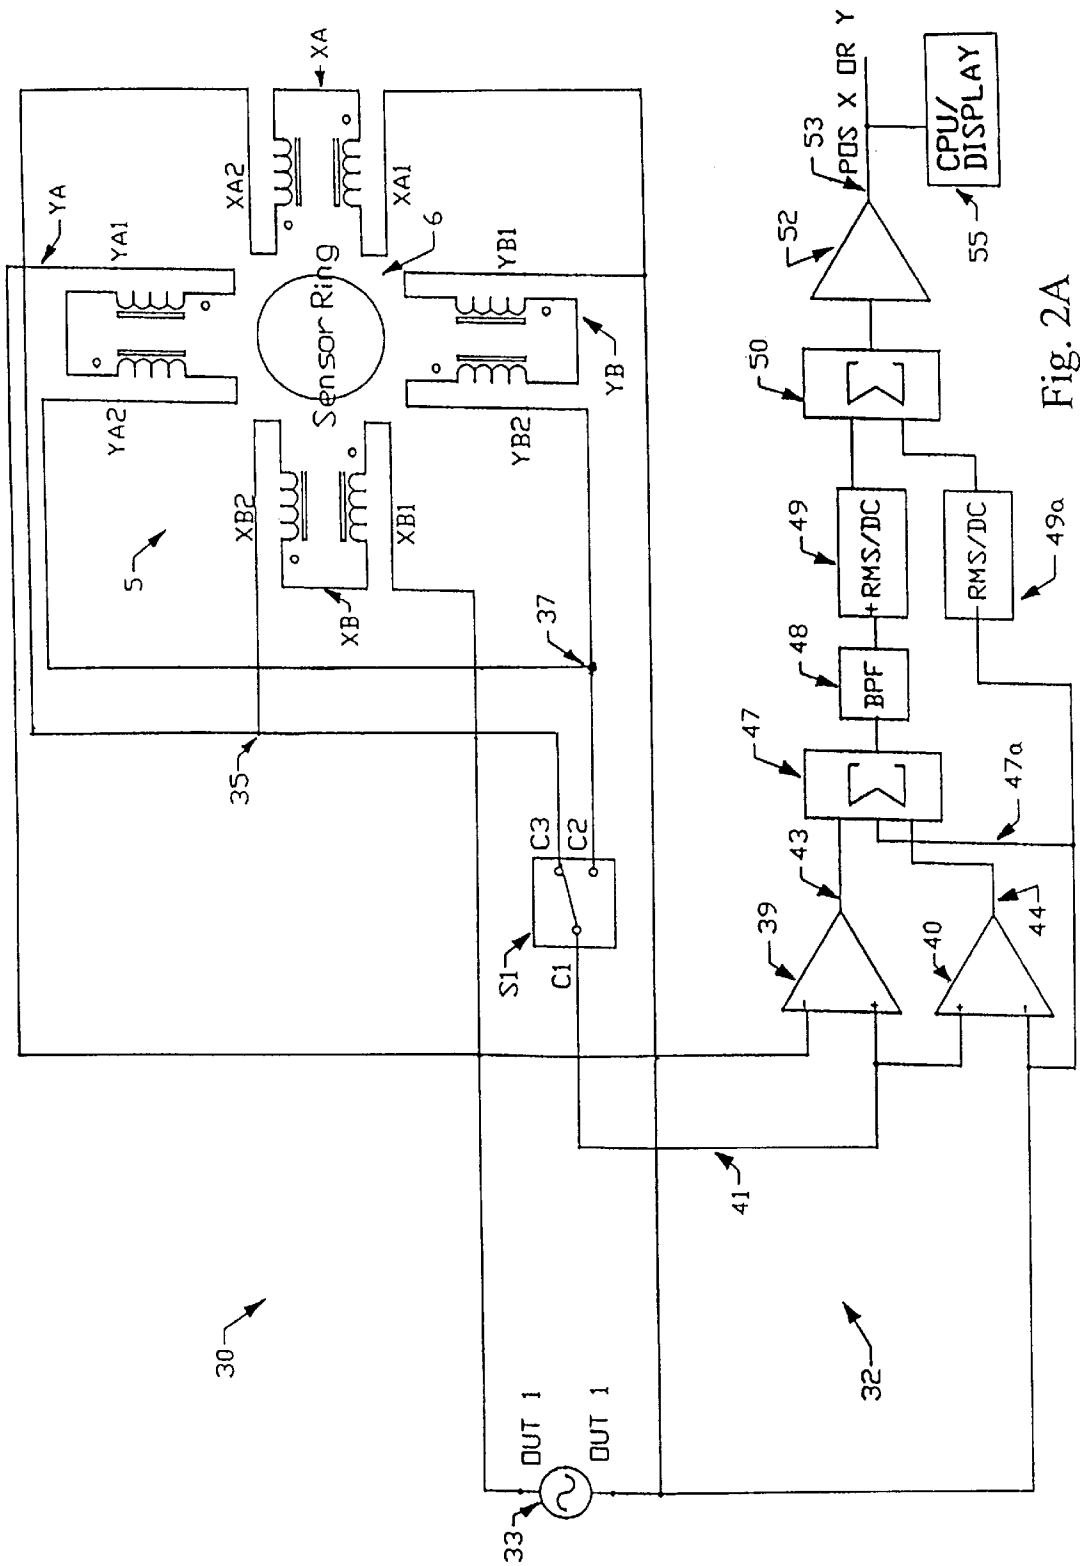 30
33
OUT 1
OUT 1
32
5
YA2
YA
YA1
XA
XA2
XA1
Sensor Ring
6
XB2
XB1
XB
YB2
YB1
YB
35
37
S1
C1
C3
C2
41
39
-
+
43
40
+
-
44
47
Σ
47a
48
BPF
49
+RMS/DC
RMS/DC
49a
50
Σ
52
53
POS X OR Y
CPU/
DISPLAY
55
Fig. 2A